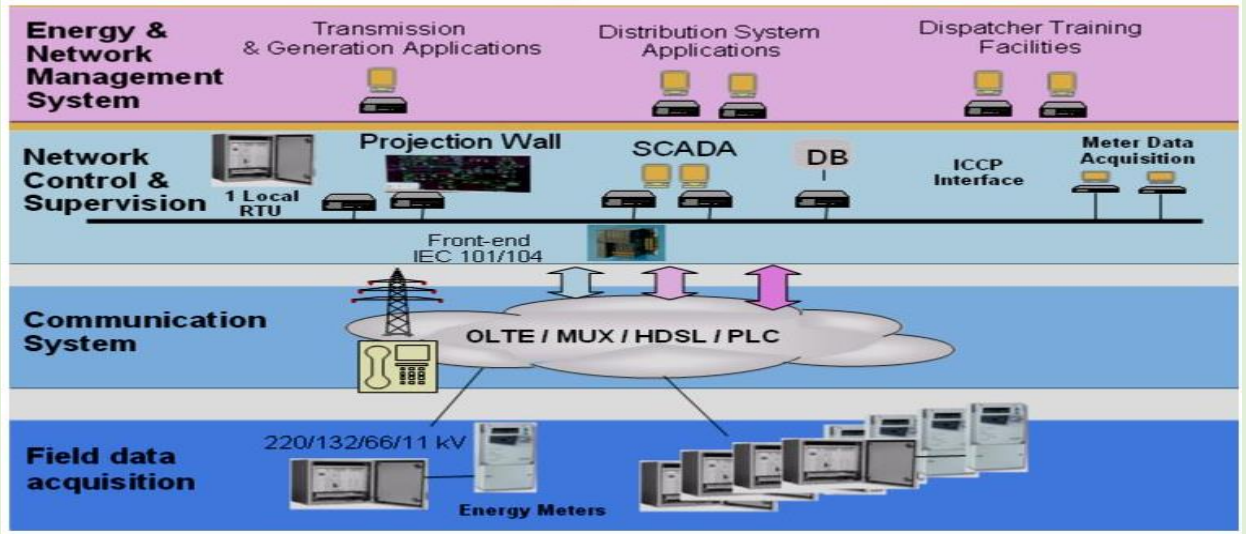 Energy &
Network
Management
System
Transmission
& Generation Applications
Distribution System
Applications
Dispatcher Training
Facilities
Network
Control &
Supervision
1 Local
RTU
Projection Wall
SCADA
DB
ICCP
Interface
Meter Data
Acquisition
Front-end
IEC 101/104
Communication
System
OLTE / MUX / HDSL / PLC
Field data
acquisition
220/132/66/11 kV
Energy Meters